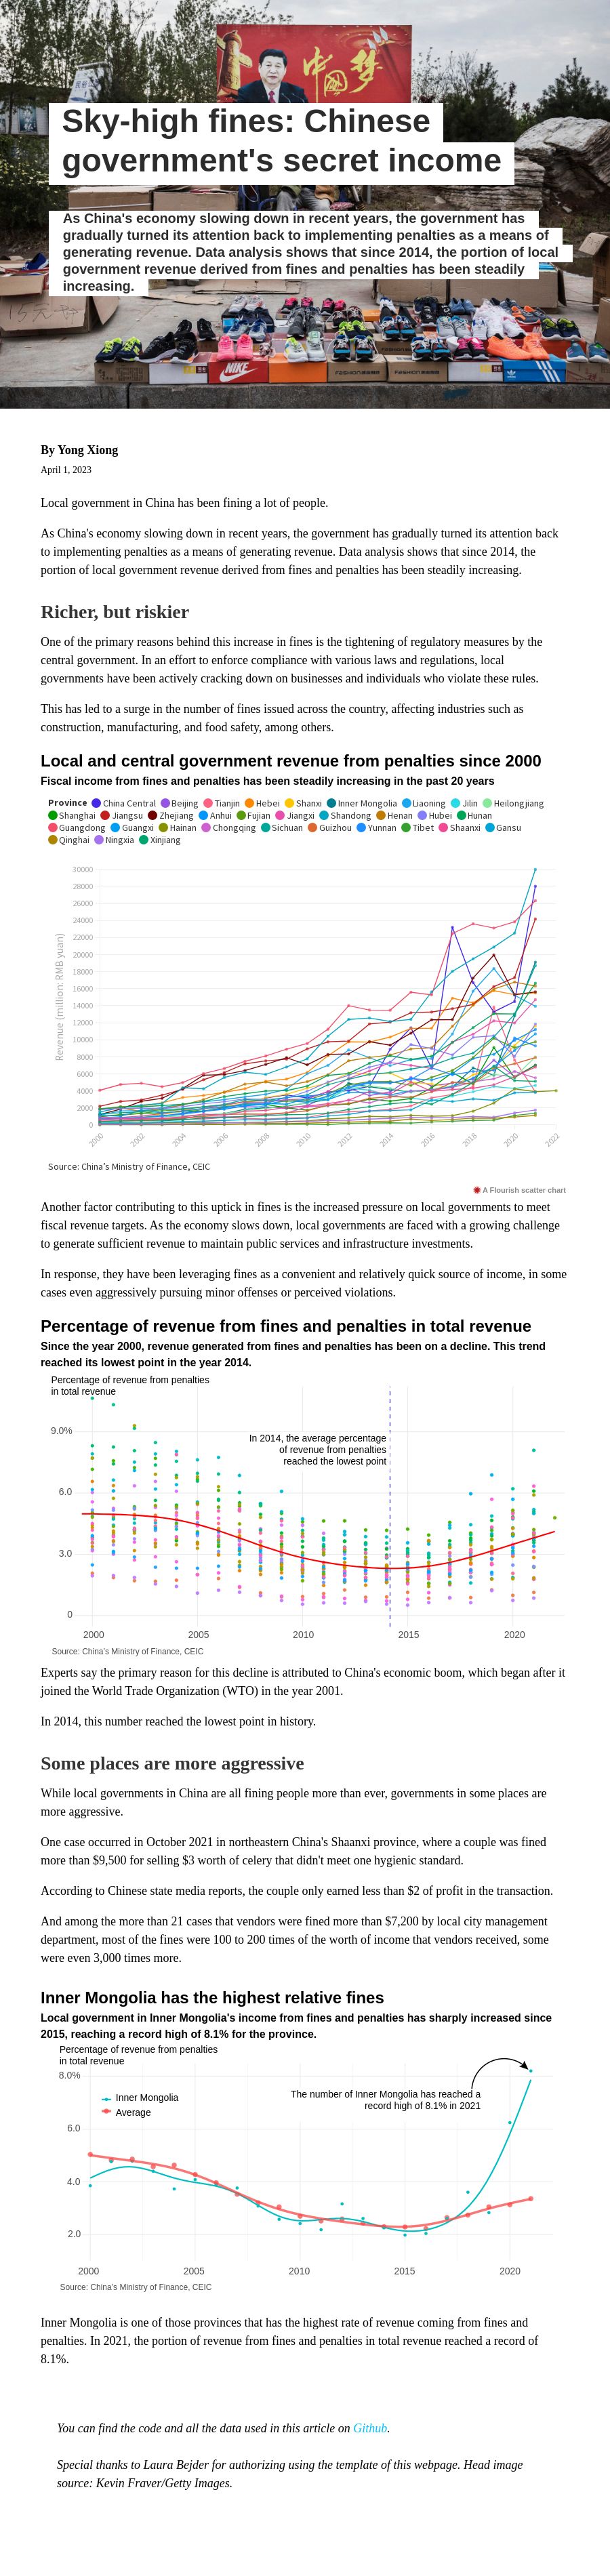 中国梦
Sky-high fines: Chinese
government's secret income
As China's economy slowing down in recent years, the government has
gradually turned its attention back to implementing penalties as a means of
generating revenue. Data analysis shows that since 2014, the portion of local
government revenue derived from fines and penalties has been steadily
increasing.
NIKE
FASHION
FASHION
adidas
By Yong Xiong
April 1, 2023
Local government in China has been fining a lot of people.
As China's economy slowing down in recent years, the government has gradually turned its attention back
to implementing penalties as a means of generating revenue. Data analysis shows that since 2014, the
portion of local government revenue derived from fines and penalties has been steadily increasing.
Richer, but riskier
One of the primary reasons behind this increase in fines is the tightening of regulatory measures by the
central government. In an effort to enforce compliance with various laws and regulations, local
governments have been actively cracking down on businesses and individuals who violate these rules.
This has led to a surge in the number of fines issued across the country, affecting industries such as
construction, manufacturing, and food safety, among others.
Local and central government revenue from penalties since 2000
Fiscal income from fines and penalties has been steadily increasing in the past 20 years
Province China Central Beijing Tianjin Hebei Shanxi Inner Mongolia Liaoning Jilin Heilongjiang
Shanghai Jiangsu Zhejiang Anhui Fujian Jiangxi Shandong Henan Hubei Hunan
Guangdong Guangxi Hainan Chongqing Sichuan Guizhou Yunnan Tibet Shaanxi Gansu
Qinghai Ningxia Xinjiang
Revenue (million: RMB yuan)
30000
28000
26000
24000
22000
20000
18000
16000
14000
12000
10000
8000
6000
4000
2000
0
2000 2002 2004 2006 2008 2010 2012 2014 2016 2018 2020 2022
Source: China's Ministry of Finance, CEIC
A Flourish scatter chart
Another factor contributing to this uptick in fines is the increased pressure on local governments to meet
fiscal revenue targets. As the economy slows down, local governments are faced with a growing challenge
to generate sufficient revenue to maintain public services and infrastructure investments.
In response, they have been leveraging fines as a convenient and relatively quick source of income, in some
cases even aggressively pursuing minor offenses or perceived violations.
Percentage of revenue from fines and penalties in total revenue
Since the year 2000, revenue generated from fines and penalties has been on a decline. This trend
reached its lowest point in the year 2014.
Percentage of revenue from penalties
in total revenue
9.0%
In 2014, the average percentage
of revenue from penalties
reached the lowest point
6.0
3.0
0
2000 2005 2010 2015 2020
Source: China's Ministry of Finance, CEIC
Experts say the primary reason for this decline is attributed to China's economic boom, which began after it
joined the World Trade Organization (WTO) in the year 2001.
In 2014, this number reached the lowest point in history.
Some places are more aggressive
While local governments in China are all fining people more than ever, governments in some places are
more aggressive.
One case occurred in October 2021 in northeastern China's Shaanxi province, where a couple was fined
more than $9,500 for selling $3 worth of celery that didn't meet one hygienic standard.
According to Chinese state media reports, the couple only earned less than $2 of profit in the transaction.
And among the more than 21 cases that vendors were fined more than $7,200 by local city management
department, most of the fines were 100 to 200 times of the worth of income that vendors received, some
were even 3,000 times more.
Inner Mongolia has the highest relative fines
Local government in Inner Mongolia's income from fines and penalties has sharply increased since
2015, reaching a record high of 8.1% for the province.
Percentage of revenue from penalties
in total revenue
8.0%
Inner Mongolia
Average
The number of Inner Mongolia has reached a
record high of 8.1% in 2021
6.0
4.0
2.0
2000 2005 2010 2015 2020
Source: China's Ministry of Finance, CEIC
Inner Mongolia is one of those provinces that has the highest rate of revenue coming from fines and
penalties. In 2021, the portion of revenue from fines and penalties in total revenue reached a record of
8.1%.
You can find the code and all the data used in this article on Github.
Special thanks to Laura Bejder for authorizing using the template of this webpage. Head image
source: Kevin Fraver/Getty Images.